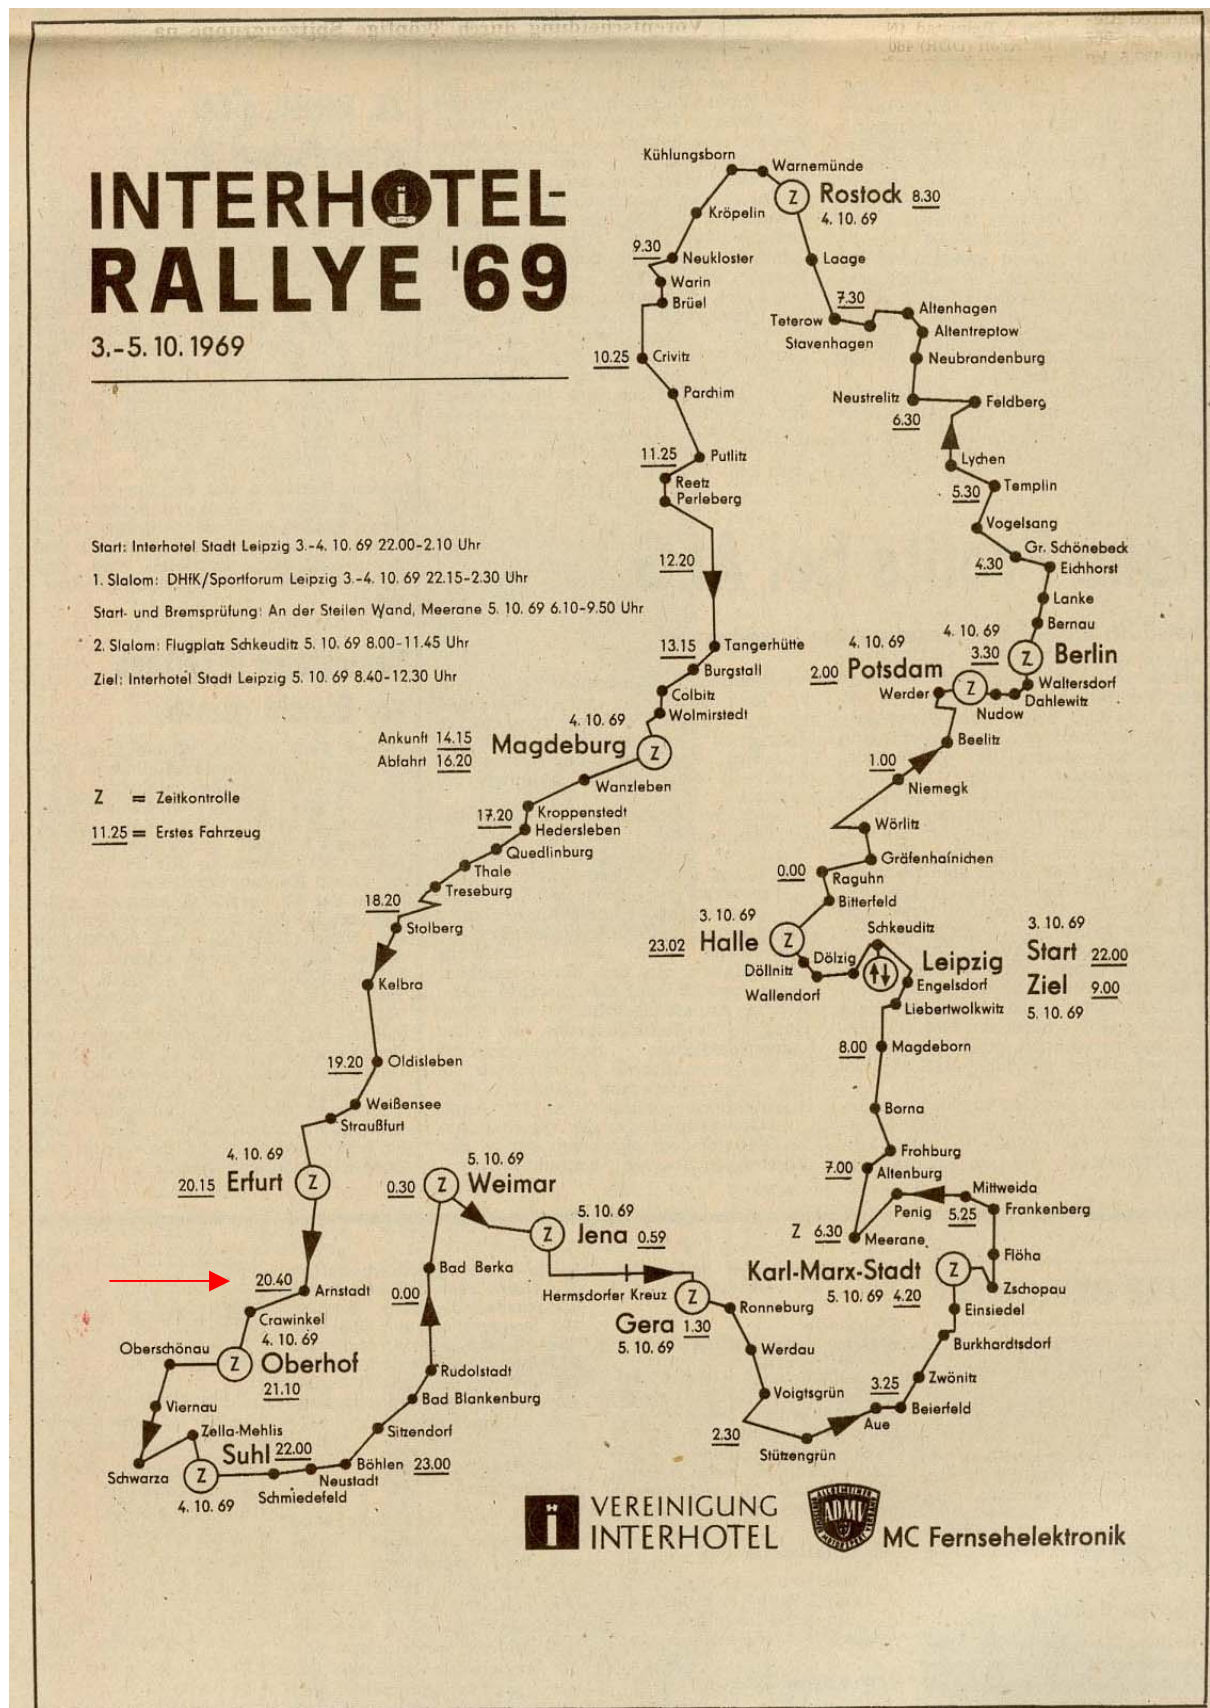 INTERHOTEL-
RALLYE '69
3.-5. 10. 1969
Start: Interhotel Stadt Leipzig 3.-4. 10. 69 22.00-2.10 Uhr
1. Slalom: DHfK/Sportforum Leipzig 3.-4. 10. 69 22.15-2.30 Uhr
Start- und Bremsprüfung: An der Steilen Wand, Meerane 5. 10. 69 6.10-9.50 Uhr
2. Slalom: Flugplatz Schkeuditz 5. 10. 69 8.00-11.45 Uhr
Ziel: Interhotel Stadt Leipzig 5. 10. 69 8.40-12.30 Uhr
Z = Zeitkontrolle
11.25 = Erstes Fahrzeug
3. 10. 69
Start 22.00
Ziel 9.00
5. 10. 69
Leipzig
Schkeuditz
Dölzig
Wallendorf
Döllnitz
3. 10. 69
23.02 Halle Z
Bitterfeld
0.00 Raguhn
Gräfenhainichen
Wörlitz
Niemegk
1.00
Beelitz
Werder
4. 10. 69
2.00 Potsdam Z
Nudow
Dahlewitz
Waltersdorf
4. 10. 69
3.30 Z Berlin
Bernau
Lanke
Eichhorst
4.30
Gr. Schönebeck
Vogelsang
Templin
5.30
Lychen
Feldberg
Neustrelitz
6.30
Neubrandenburg
Altentreptow
Altenhagen
Stavenhagen
7.30
Teterow
Laage
Z Rostock 8.30
4. 10. 69
Warnemünde
Kühlungsborn
Kröpelin
9.30 Neukloster
Warin
Brüel
10.25 Crivitz
Parchim
11.25 Putlitz
Reetz
Perleberg
12.20
13.15 Tangerhütte
Burgstall
Colbitz
Wolmirstedt
4. 10. 69
Ankunft 14.15 Magdeburg Z
Abfahrt 16.20
Wanzleben
Kroppenstedt
17.20 Hedersleben
Quedlinburg
Thale
Treseburg
18.20
Stolberg
Kelbra
19.20 Oldisleben
Weißensee
Straußfurt
4. 10. 69
20.15 Erfurt Z
20.40 Arnstadt
Crawinkel
4. 10. 69
Z Oberhof
21.10
Oberschönau
Viernau
Schwarza
Zella-Mehlis
Suhl 22.00
Z
4. 10. 69
Schmiedefeld
Neustadt
Böhlen 23.00
Sitzendorf
Bad Blankenburg
Rudolstadt
0.00
Bad Berka
5. 10. 69
0.30 Z Weimar
5. 10. 69
Z Jena 0.59
Hermsdorfer Kreuz
Z
Gera 1.30
5. 10. 69
Ronneburg
Werdau
Voigtsgrün
2.30
Stützengrün
3.25
Aue
Beierfeld
Zwönitz
Burkhardtsdorf
Einsiedel
Karl-Marx-Stadt Z
5. 10. 69 4.20
Zschopau
Flöha
Frankenberg
Mittweida
5.25
Penig
Z 6.30 Meerane
7.00 Altenburg
Frohburg
Borna
8.00 Magdeborn
Liebertwolkwitz
Engelsdorf
VEREINIGUNG
INTERHOTEL
ADMV
MC Fernsehelektronik